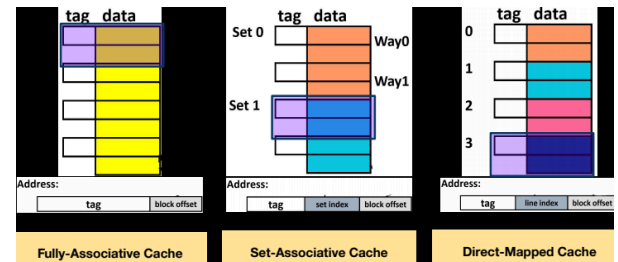 tag data
Address:
tag block offset
Fully-Associative Cache
tag data
Set 0
Way0
Way1
Set 1
Address:
tag set index block offset
Set-Associative Cache
tag data
0
1
2
3
Address:
tag line index block offset
Direct-Mapped Cache